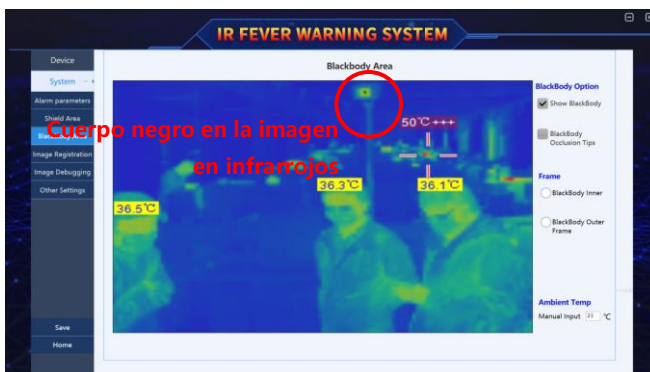 IR FEVER WARNING SYSTEM
Device
System
Alarm parameters
Shield Area
Image Registration
Image Debugging
Other Settings
Save
Home
Blackbody Area
Cuerpo negro en la imagen
en infrarrojos
50℃+++
36.3℃
36.1℃
36.5℃
BlackBody Option
Show BlackBody
BlackBody
Occlusion Tips
Frame
BlackBody Inner
BlackBody Outer
Frame
Ambient Temp
Manual Input 21 ℃